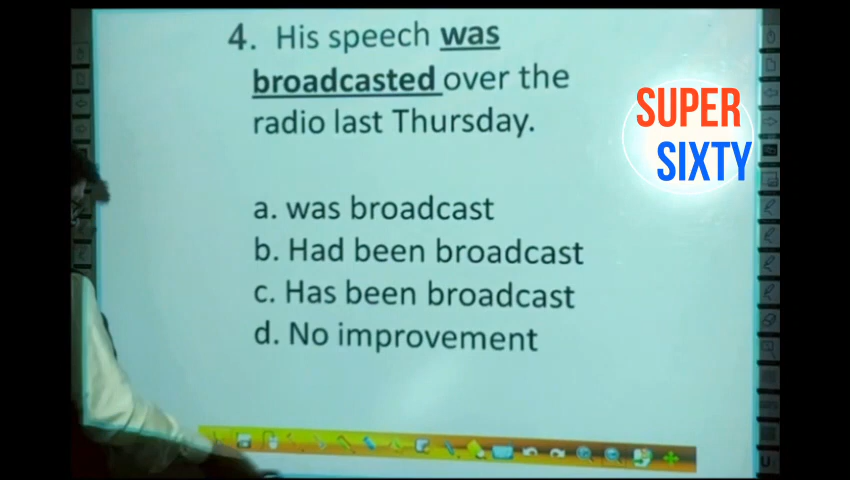 4. His speech was
broadcasted over the
radio last Thursday.
a. was broadcast
b. Had been broadcast
c. Has been broadcast
d. No improvement
SUPER
SIXTY
U